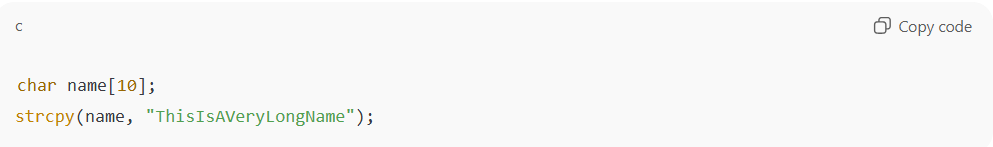 c
Copy code
char name[10];
strcpy(name, "ThisIsAVeryLongName");